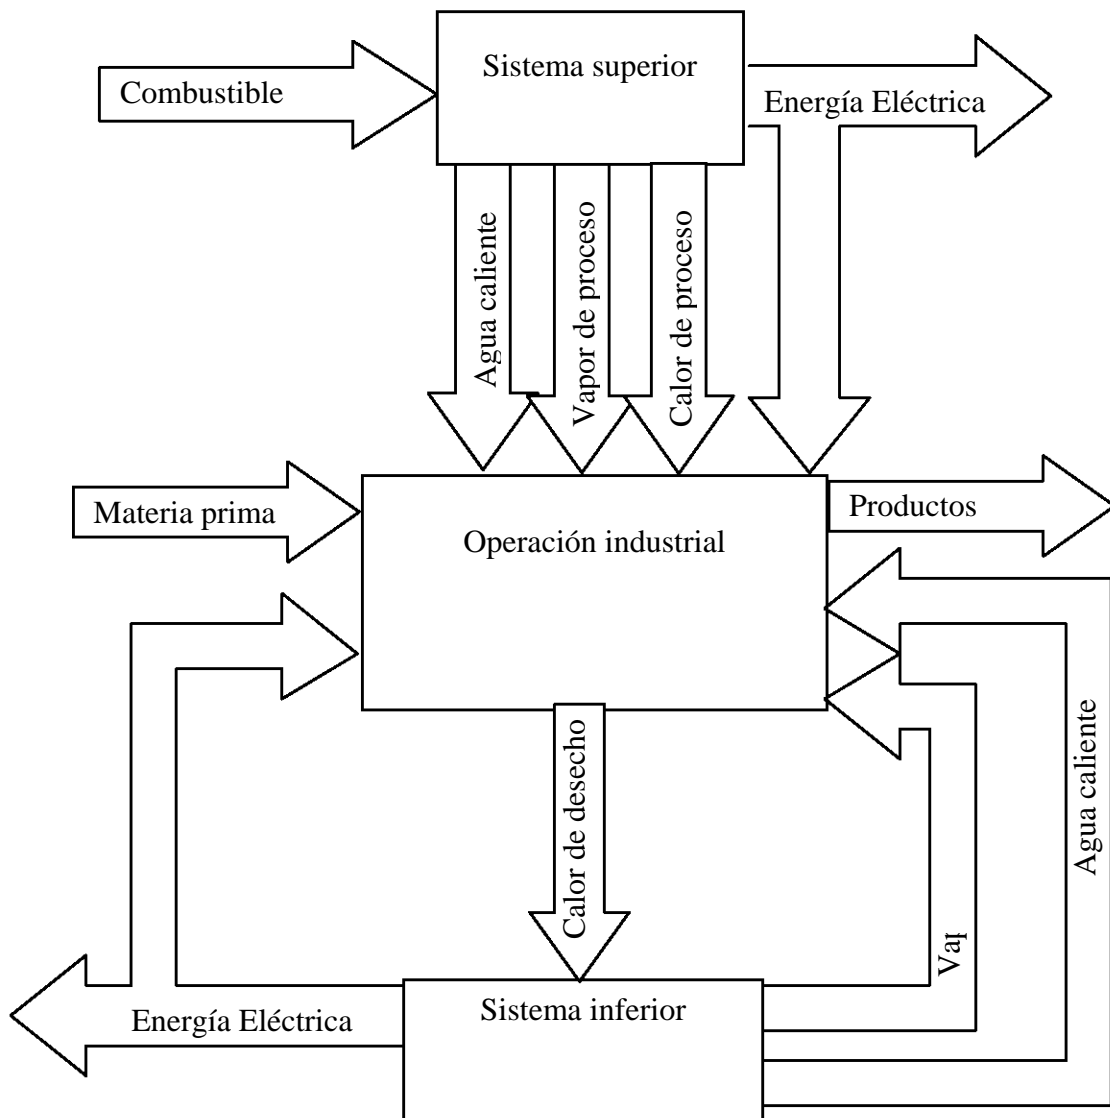 Sistema superior
Combustible
Energía Eléctrica
Agua caliente
Vapor de proceso
Calor de proceso
Materia prima
Productos
Operación industrial
Calor de desecho
Agua caliente
Sistema inferior
Energía Eléctrica